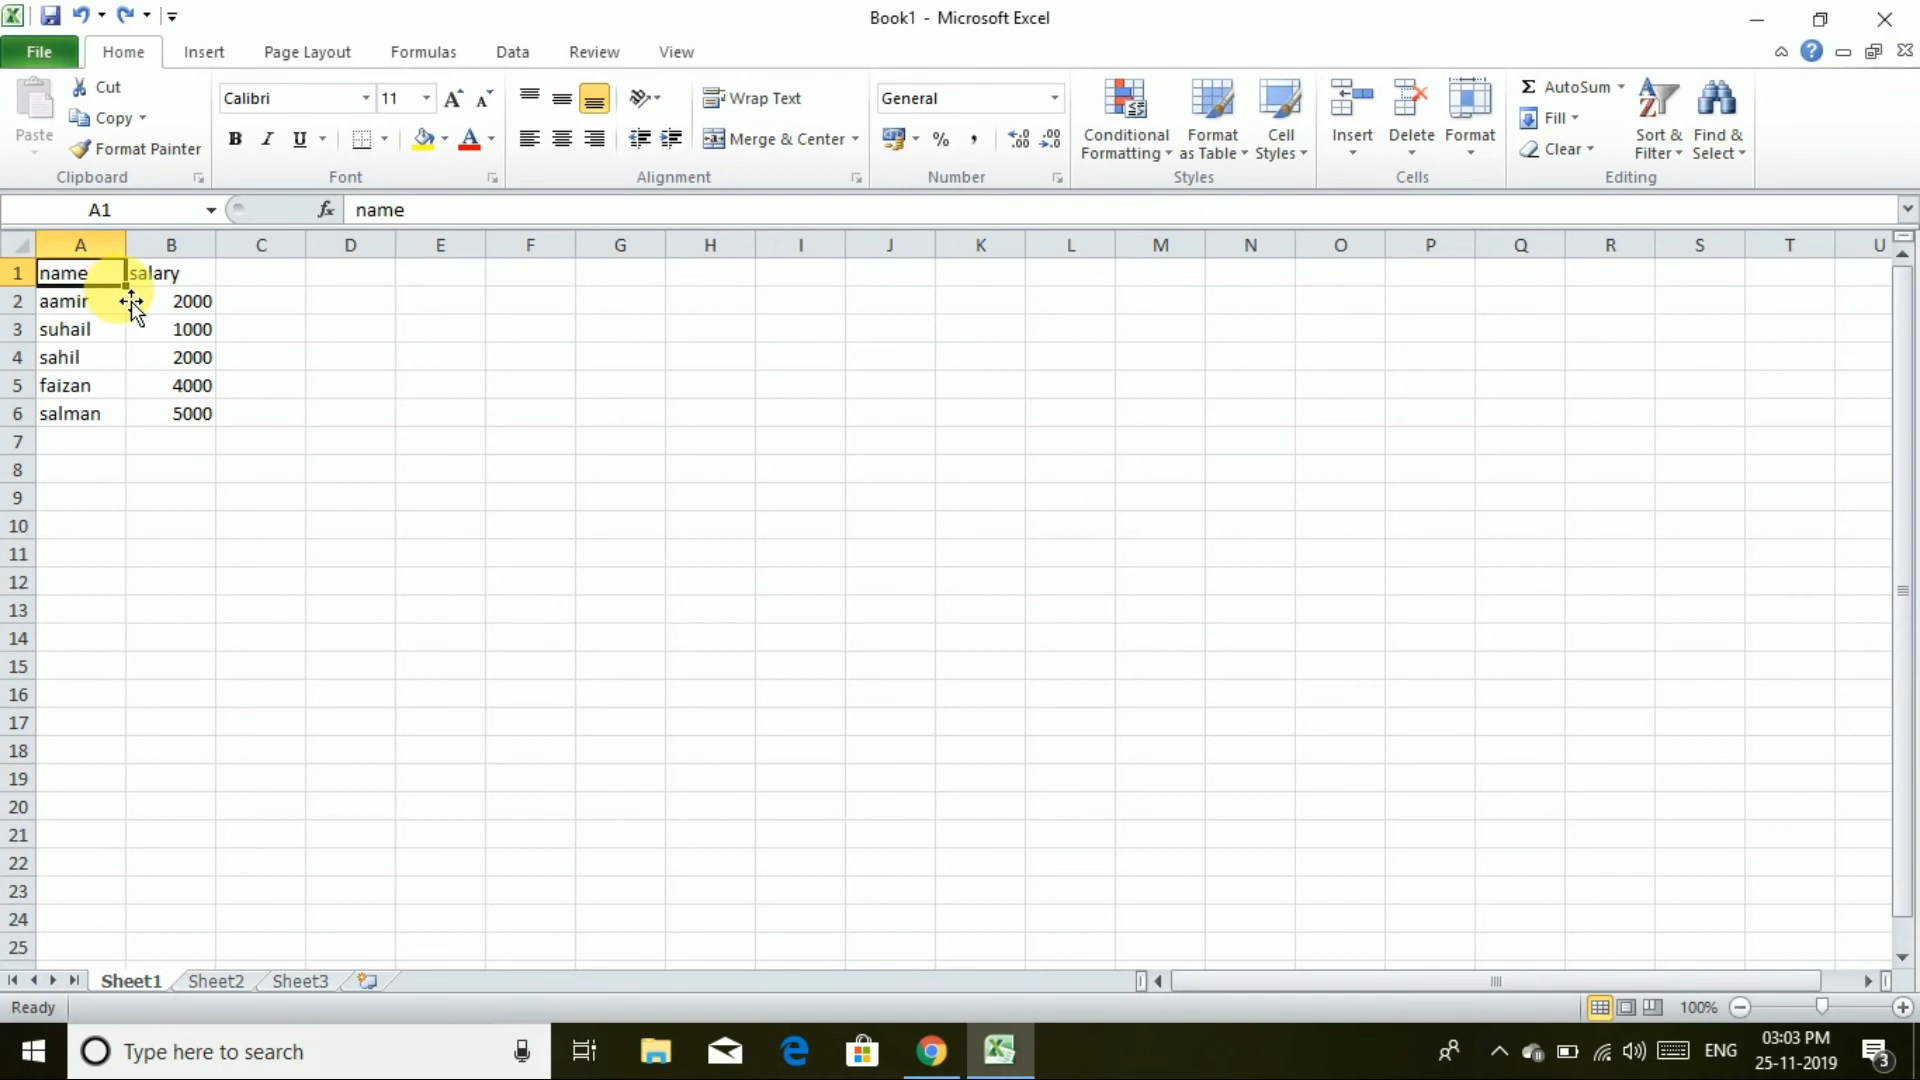 Book1 - Microsoft Excel
File Home Insert Page Layout Formulas Data Review View
Paste
Cut
Copy
Format Painter
Clipboard
Calibri 11
B I U A
Font
Wrap Text
Merge & Center
Alignment
General
% ,
Number
Conditional Formatting
Format as Table
Cell Styles
Styles
Insert Delete Format
Cells
Σ AutoSum
Fill
Clear
Sort & Filter
Find & Select
Editing
A1 fx name
A B C D E F G H I J K L M N O P Q R S T U
1 name salary
2 aamir 2000
3 suhail 1000
4 sahil 2000
5 faizan 4000
6 salman 5000
7
8
9
10
11
12
13
14
15
16
17
18
19
20
21
22
23
24
25
Sheet1 Sheet2 Sheet3
Ready 100%
Type here to search
ENG
03:03 PM
25-11-2019
3